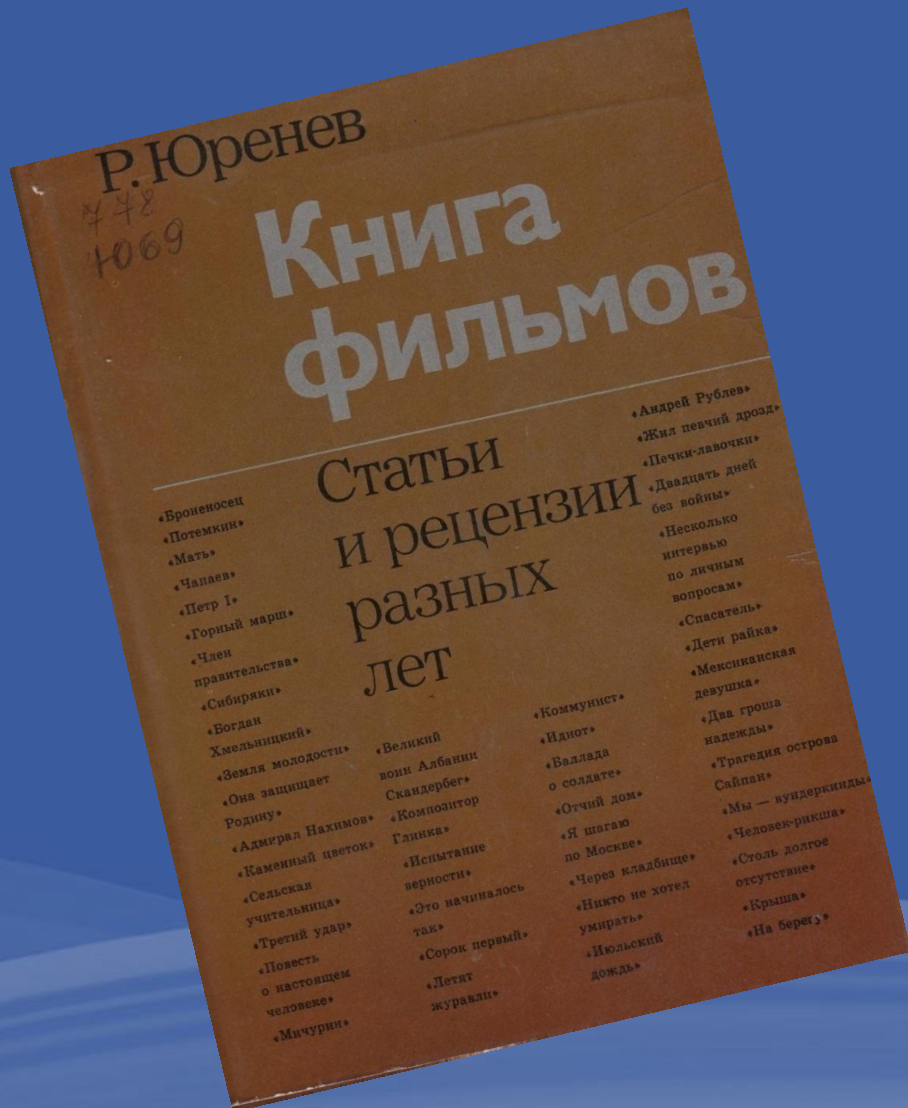 Р. Юренев
778
Ю69
Книга
фильмов
Статьи
и рецензии
разных
лет
«Броненосец
«Потемкин»
«Мать»
«Чапаев»
«Петр I»
«Горный марш»
«Член
правительства»
«Сибиряки»
«Богдан
Хмельницкий»
«Земля молодости»
«Она защищает
Родину»
«Адмирал Нахимов»
«Каменный цветок»
«Сельская
учительница»
«Третий удар»
«Повесть
о настоящем
человеке»
«Мичурин»
«Великий
воин Албании
Скандербег»
«Композитор
Глинка»
«Испытание
верности»
«Это начиналось
так»
«Сорок первый»
«Летят
журавли»
«Коммунист»
«Идиот»
«Баллада
о солдате»
«Отчий дом»
«Я шагаю
по Москве»
«Через кладбище»
«Никто не хотел
умирать»
«Июльский
дождь»
«Андрей Рублев»
«Жил певчий дрозд»
«Печки-лавочки»
«Двадцать дней
без войны»
«Несколько
интервью
по личным
вопросам»
«Спасатель»
«Дети райка»
«Мексиканская
девушка»
«Два гроша
надежды»
«Трагедия острова
Сайпан»
«Мы — вундеркинды»
«Человек-рикша»
«Столь долгое
отсутствие»
«Крыша»
«На берегу»